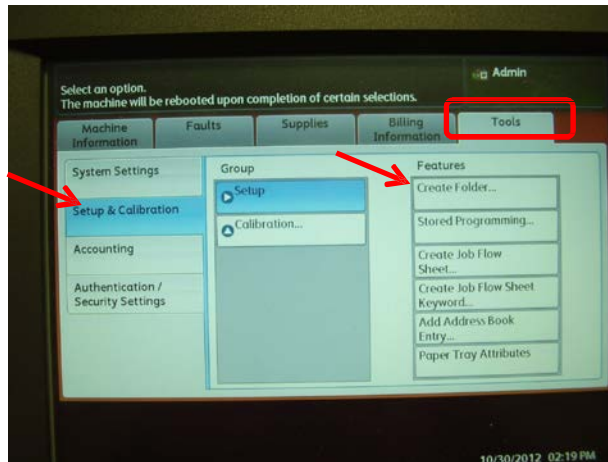 Select an option.
The machine will be rebooted upon completion of certain selections.
Admin
Machine
Information
Faults
Supplies
Billing
Information
Tools
System Settings
Setup & Calibration
Accounting
Authentication /
Security Settings
Group
Setup
Calibration...
Features
Create Folder...
Stored Programming...
Create Job Flow
Sheet...
Create Job Flow Sheet
Keyword...
Add Address Book
Entry...
Paper Tray Attributes
10/30/2012 02:19 PM